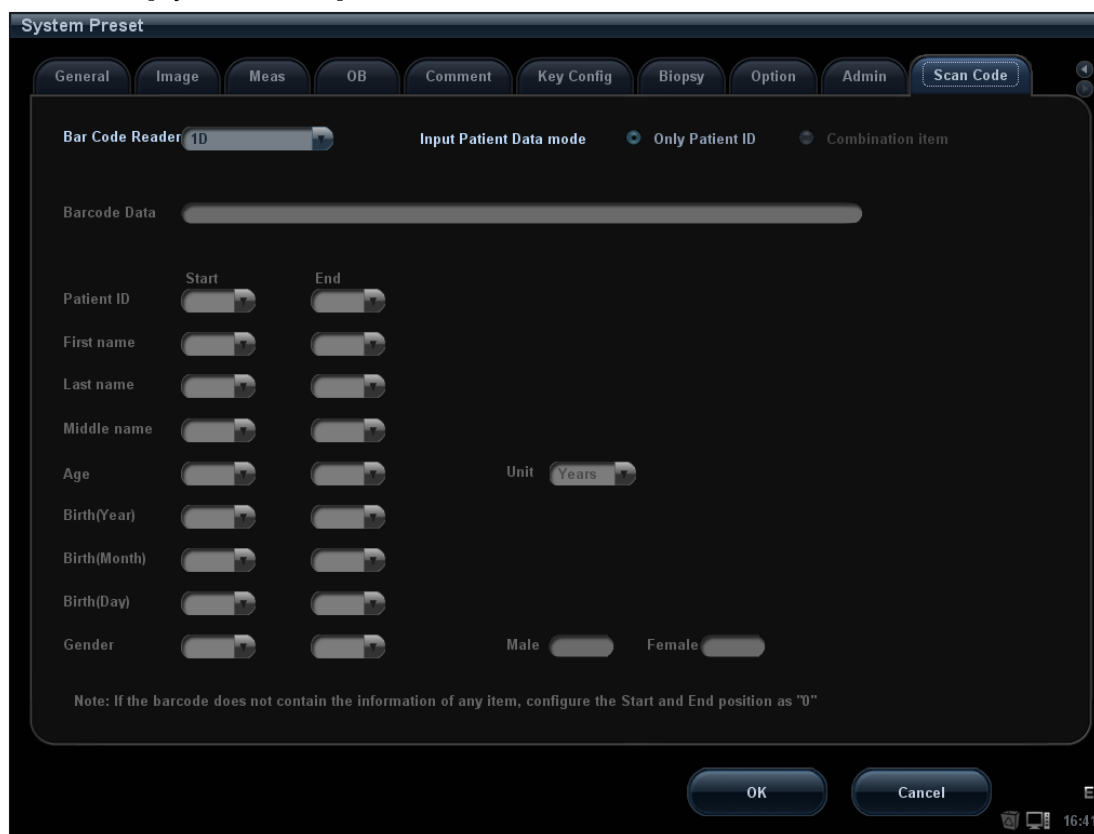 System Preset
General Image Meas OB Comment Key Config Biopsy Option Admin Scan Code
Bar Code Reader 1D Input Patient Data mode Only Patient ID Combination item
Barcode Data
Start End
Patient ID
First name
Last name
Middle name
Age Unit Years
Birth(Year)
Birth(Month)
Birth(Day)
Gender Male Female
Note: If the barcode does not contain the information of any item, configure the Start and End position as "0"
OK Cancel
E
16:41